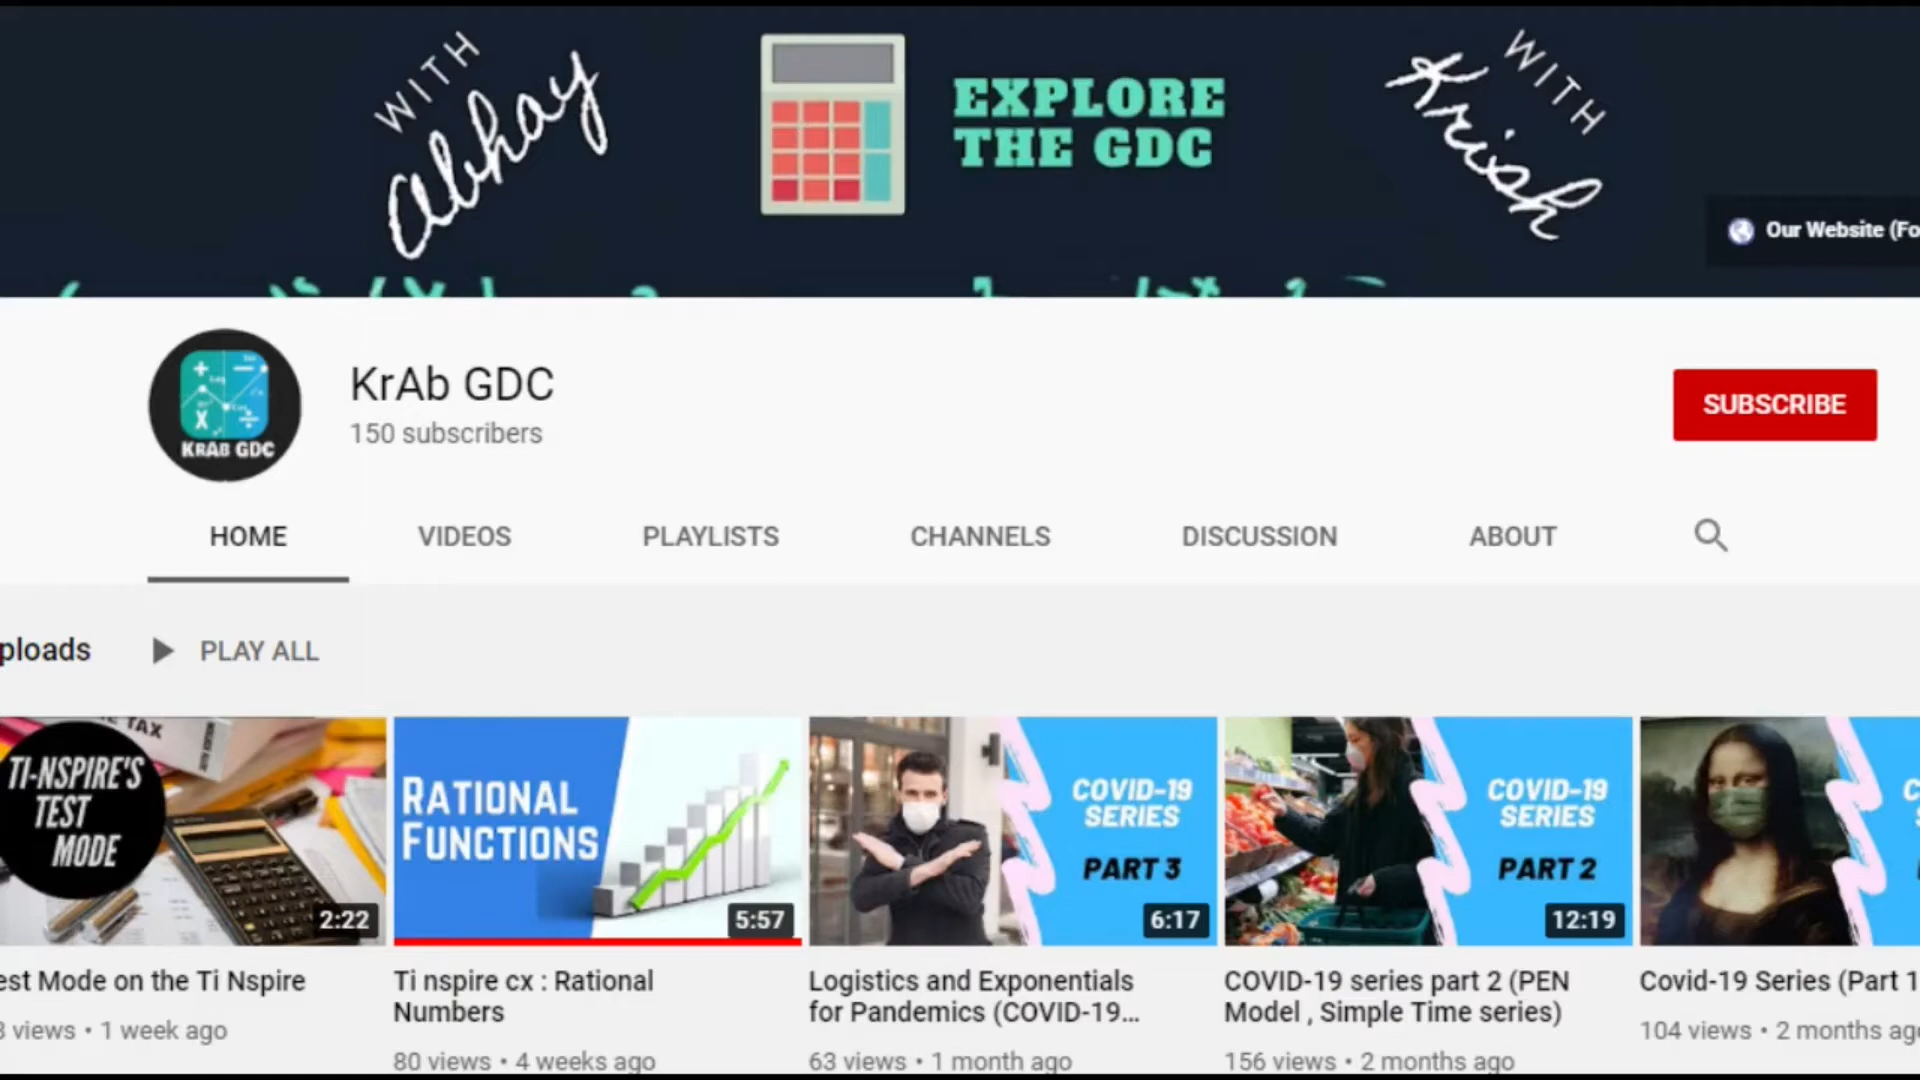 WITH
Abhay
EXPLORE
THE GDC
WITH
Krish
Our Website (Fo
KRAB GDC
KrAb GDC
150 subscribers
SUBSCRIBE
HOME
VIDEOS
PLAYLISTS
CHANNELS
DISCUSSION
ABOUT
ploads
PLAY ALL
TAX
TI-NSPIRE'S
TEST
MODE
2:22
RATIONAL
FUNCTIONS
5:57
COVID-19
SERIES
PART 3
6:17
COVID-19
SERIES
PART 2
12:19
est Mode on the Ti Nspire
views • 1 week ago
Ti nspire cx : Rational
Numbers
80 views • 4 weeks ago
Logistics and Exponentials
for Pandemics (COVID-19...
63 views • 1 month ago
COVID-19 series part 2 (PEN
Model , Simple Time series)
156 views • 2 months ago
Covid-19 Series (Part 1
104 views • 2 months ago